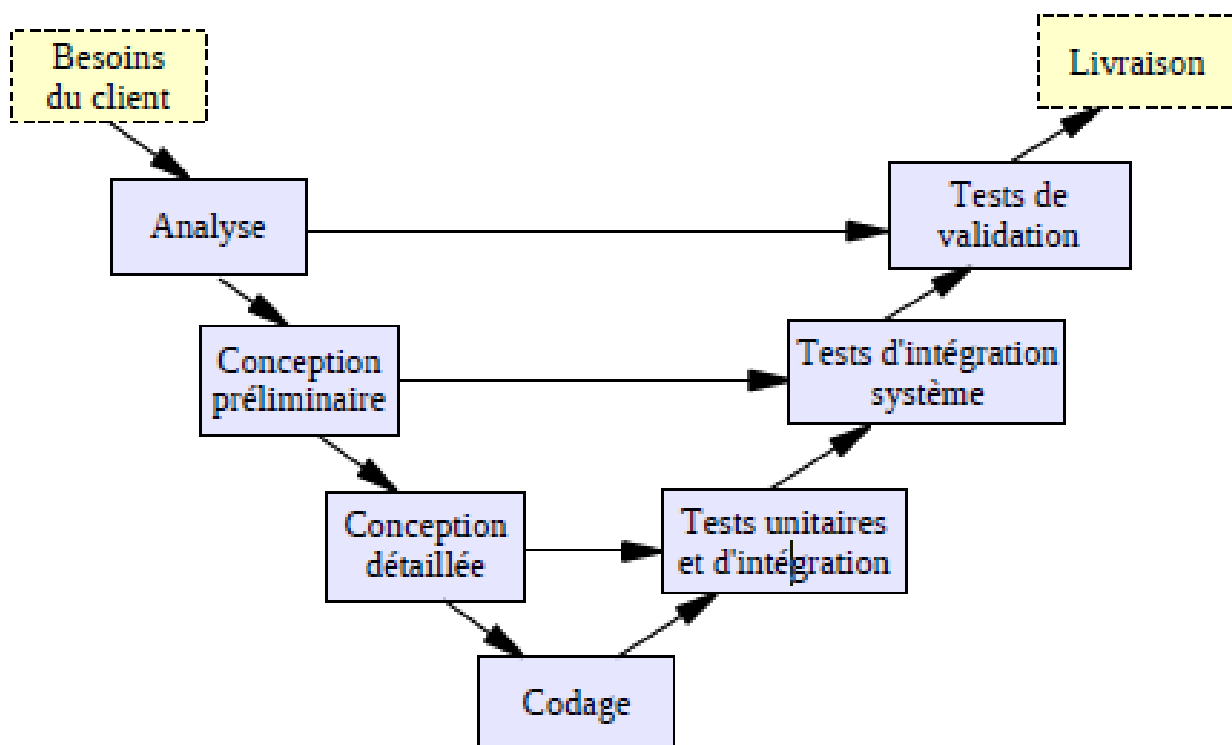 Besoins
du client
Livraison
Analyse
Tests de
validation
Conception
préliminaire
Tests d'intégration
système
Conception
détaillée
Tests unitaires
et d'intégration
Codage